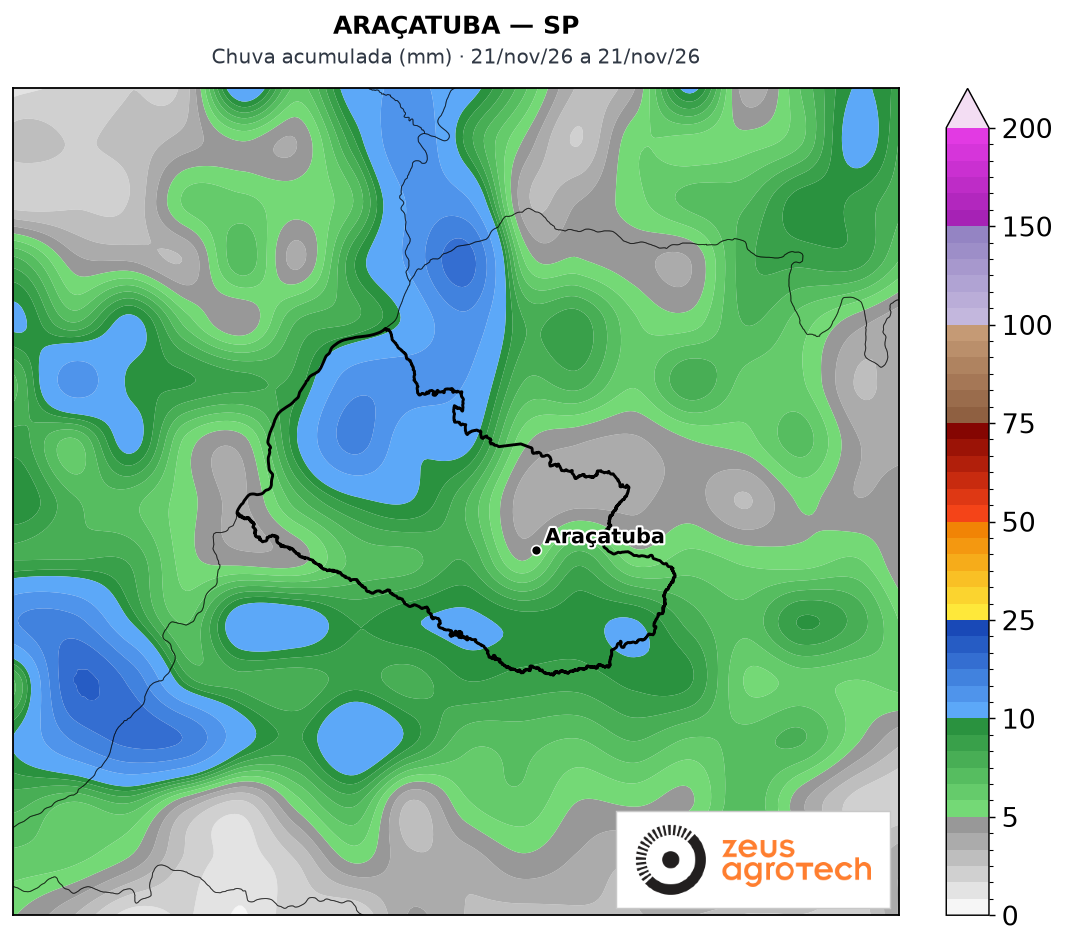 ARAÇATUBA — SP
Chuva acumulada (mm) · 21/nov/26 a 21/nov/26
200
150
100
75
50
25
10
5
0
Araçatuba
zeus
agrotech